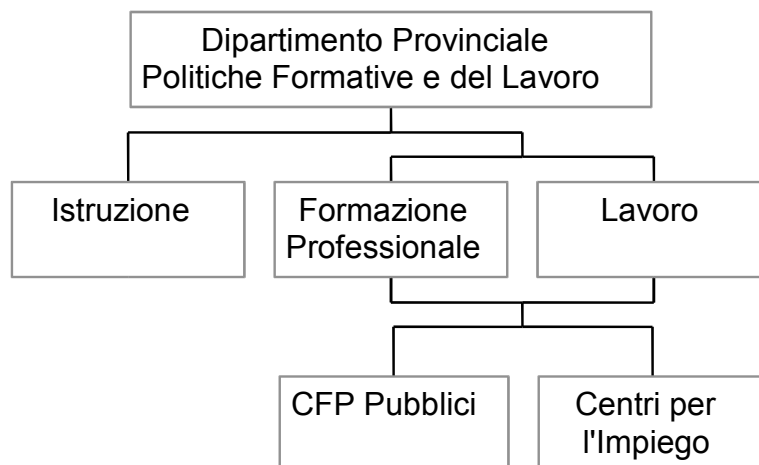 Dipartimento Provinciale
Politiche Formative e del Lavoro
Istruzione
Formazione
Professionale
Lavoro
CFP Pubblici
Centri per
l'Impiego